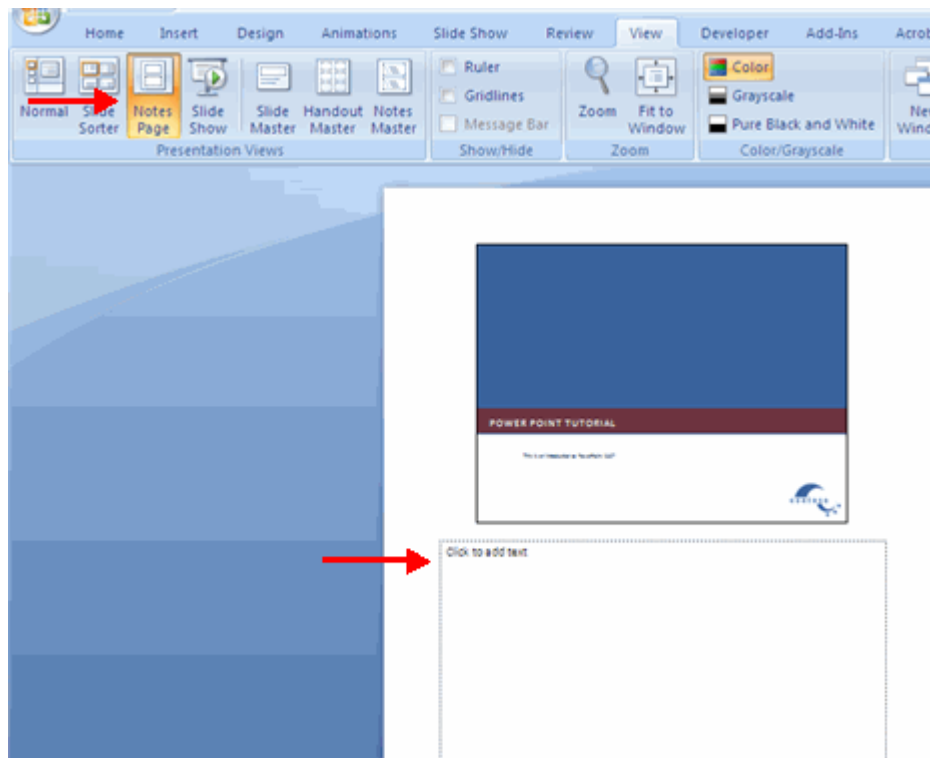 Home Insert Design Animations Slide Show Review View Developer Add-Ins Acrob
Normal Slide Sorter Notes Page Slide Show Slide Master Handout Master Notes Master
Presentation Views
Ruler
Gridlines
Message Bar
Show/Hide
Zoom Fit to Window
Zoom
Color
Grayscale
Pure Black and White
Color/Grayscale
POWER POINT TUTORIAL
Click to add text